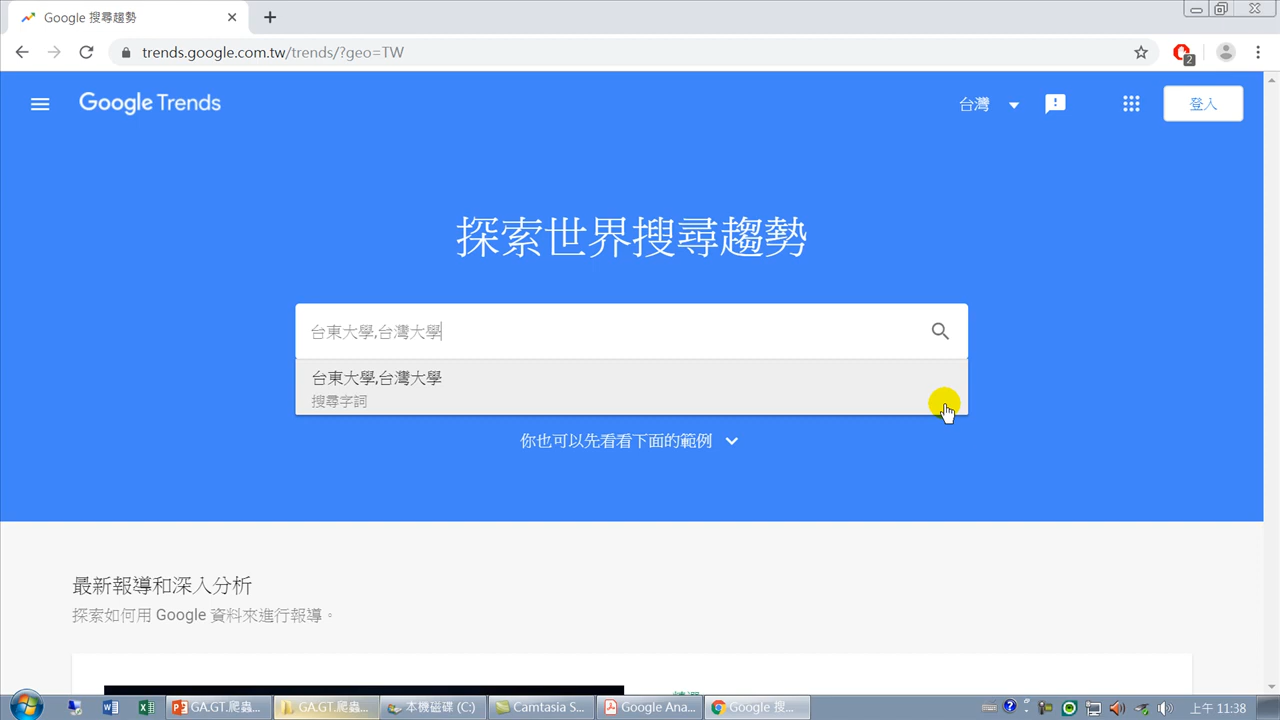 Google 搜尋趨勢
trends.google.com.tw/trends/?geo=TW
2
Google Trends
台灣
登入
探索世界搜尋趨勢
台東大學,台灣大學
台東大學,台灣大學
搜尋字詞
你也可以先看看下面的範例
最新報導和深入分析
探索如何用 Google 資料來進行報導。
GA.GT.爬蟲...
GA.GT.爬蟲...
本機磁碟 (C:)
Camtasia S...
Google Ana...
Google 搜...
上午 11:38